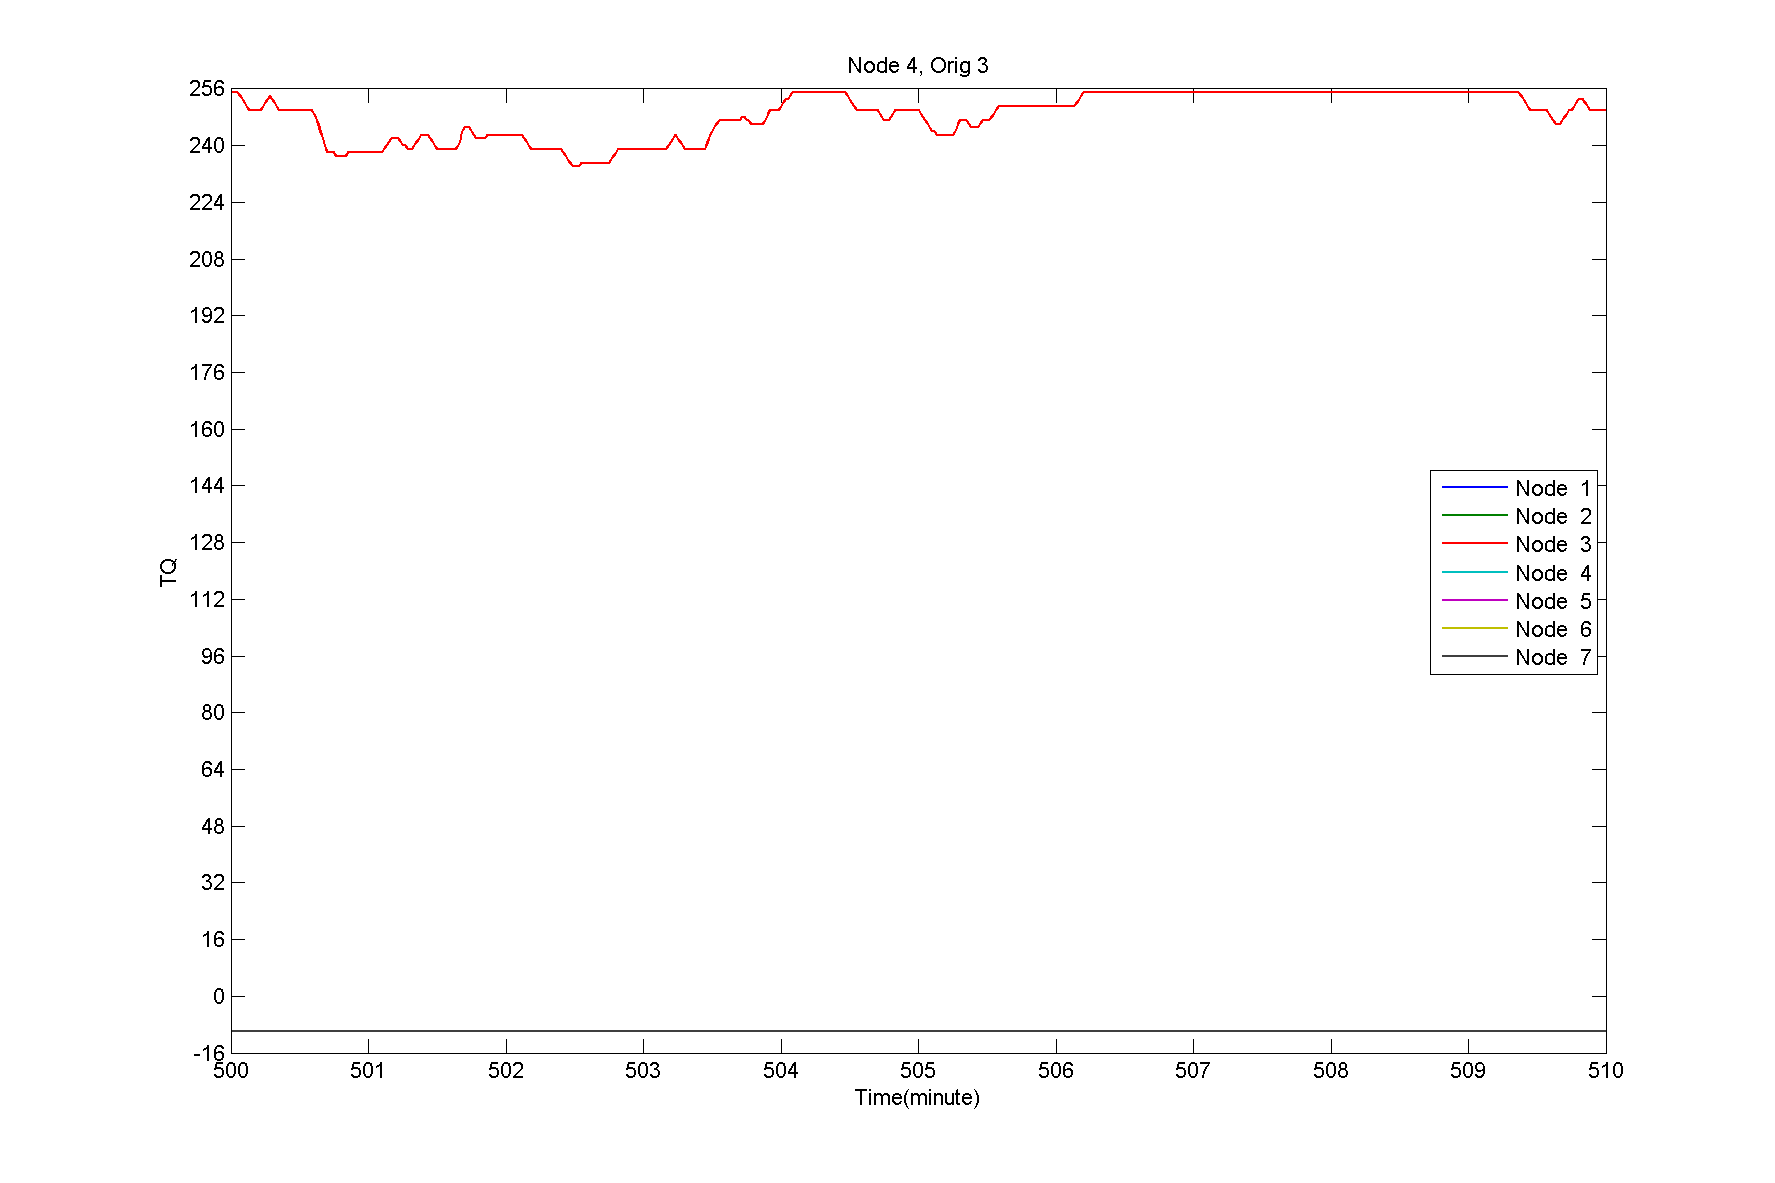 Node 4, Orig 3
256
240
224
208
192
176
160
144
128
112
96
80
64
48
32
16
0
-16
TQ
Node 1
Node 2
Node 3
Node 4
Node 5
Node 6
Node 7
500 501 502 503 504 505 506 507 508 509 510
Time(minute)